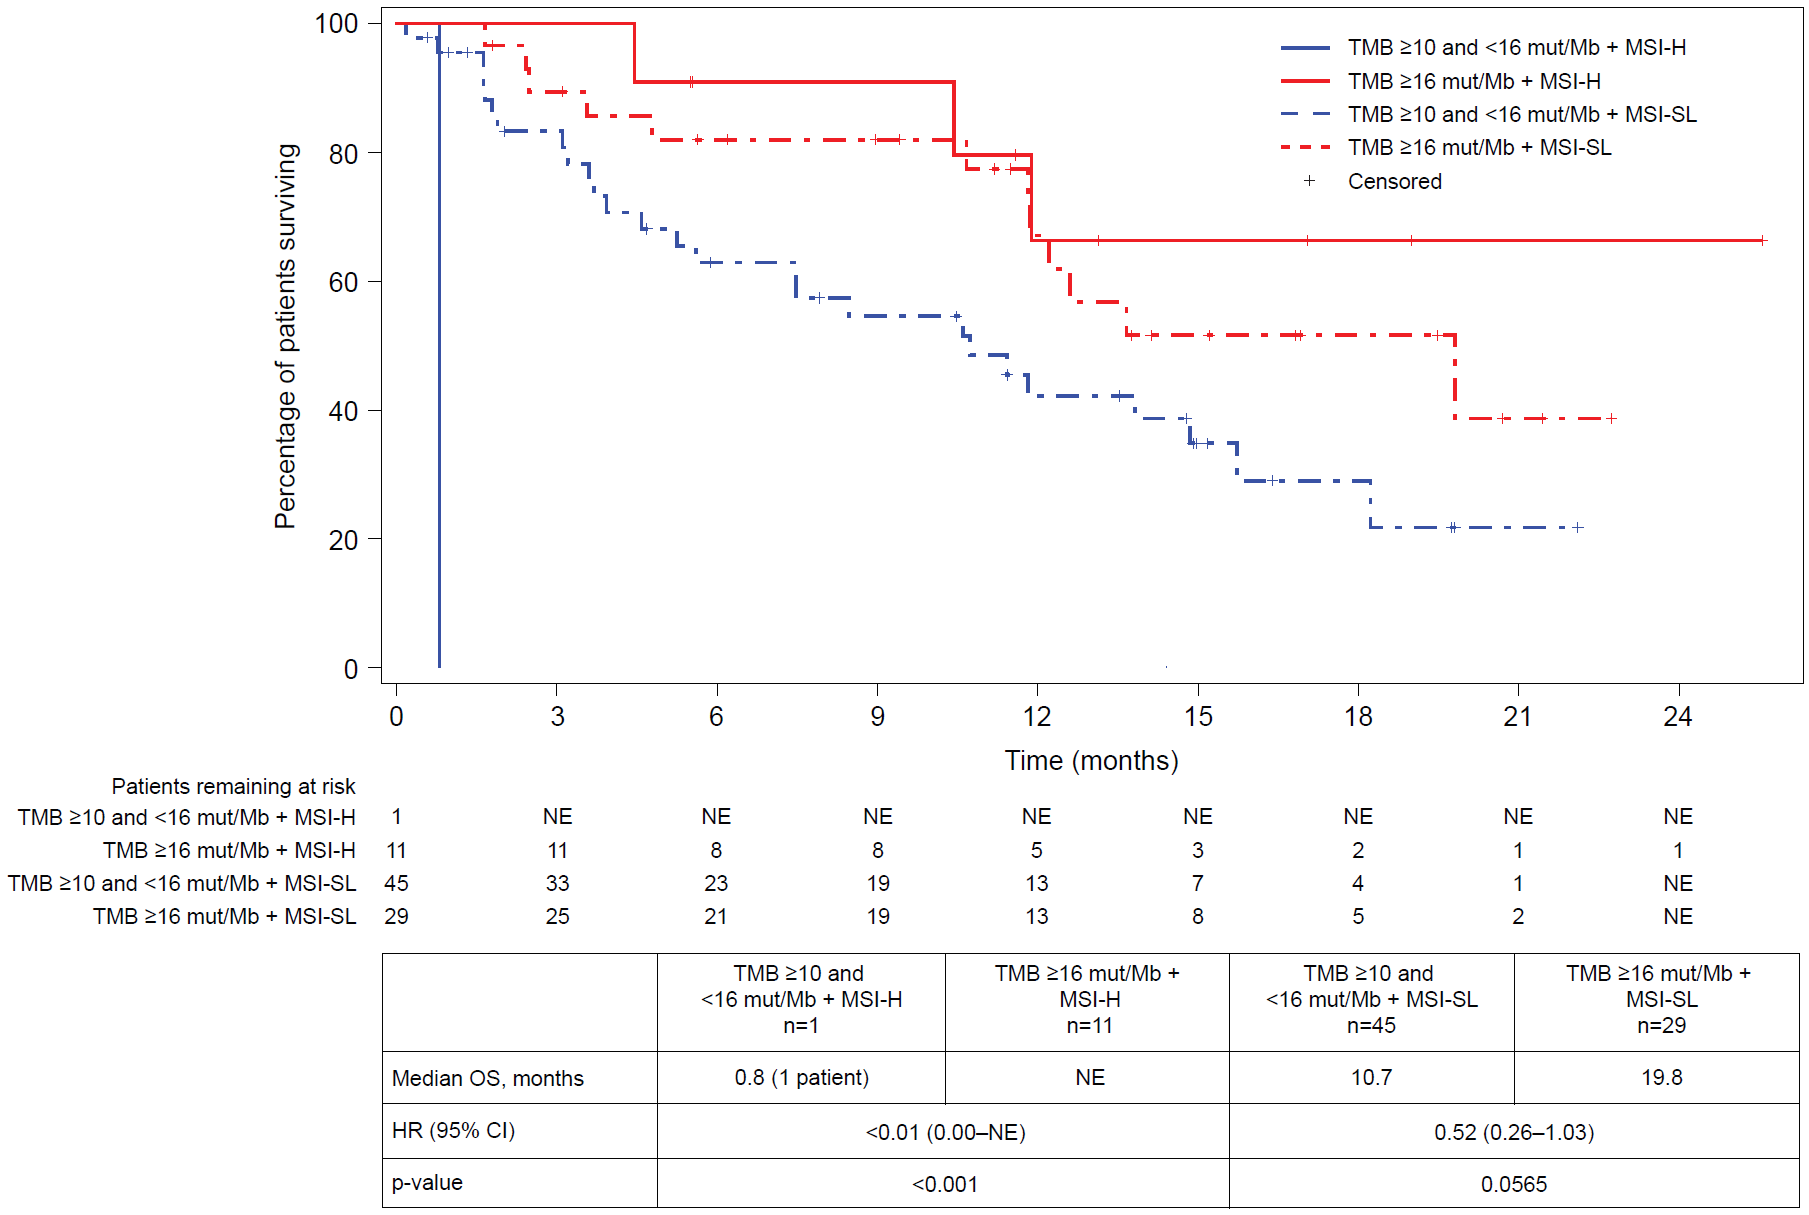 100
80
60
40
20
0
Percentage of patients surviving
TMB ≥10 and <16 mut/Mb + MSI-H
TMB ≥16 mut/Mb + MSI-H
TMB ≥10 and <16 mut/Mb + MSI-SL
TMB ≥16 mut/Mb + MSI-SL
Censored
0 3 6 9 12 15 18 21 24
Time (months)
Patients remaining at risk
TMB ≥10 and <16 mut/Mb + MSI-H 1 NE NE NE NE NE NE NE NE
TMB ≥16 mut/Mb + MSI-H 11 11 8 8 5 3 2 1 1
TMB ≥10 and <16 mut/Mb + MSI-SL 45 33 23 19 13 7 4 1 NE
TMB ≥16 mut/Mb + MSI-SL 29 25 21 19 13 8 5 2 NE
TMB ≥10 and
<16 mut/Mb + MSI-H
n=1
TMB ≥16 mut/Mb +
MSI-H
n=11
TMB ≥10 and
<16 mut/Mb + MSI-SL
n=45
TMB ≥16 mut/Mb +
MSI-SL
n=29
Median OS, months 0.8 (1 patient) NE 10.7 19.8
HR (95% CI) <0.01 (0.00–NE) 0.52 (0.26–1.03)
p-value <0.001 0.0565